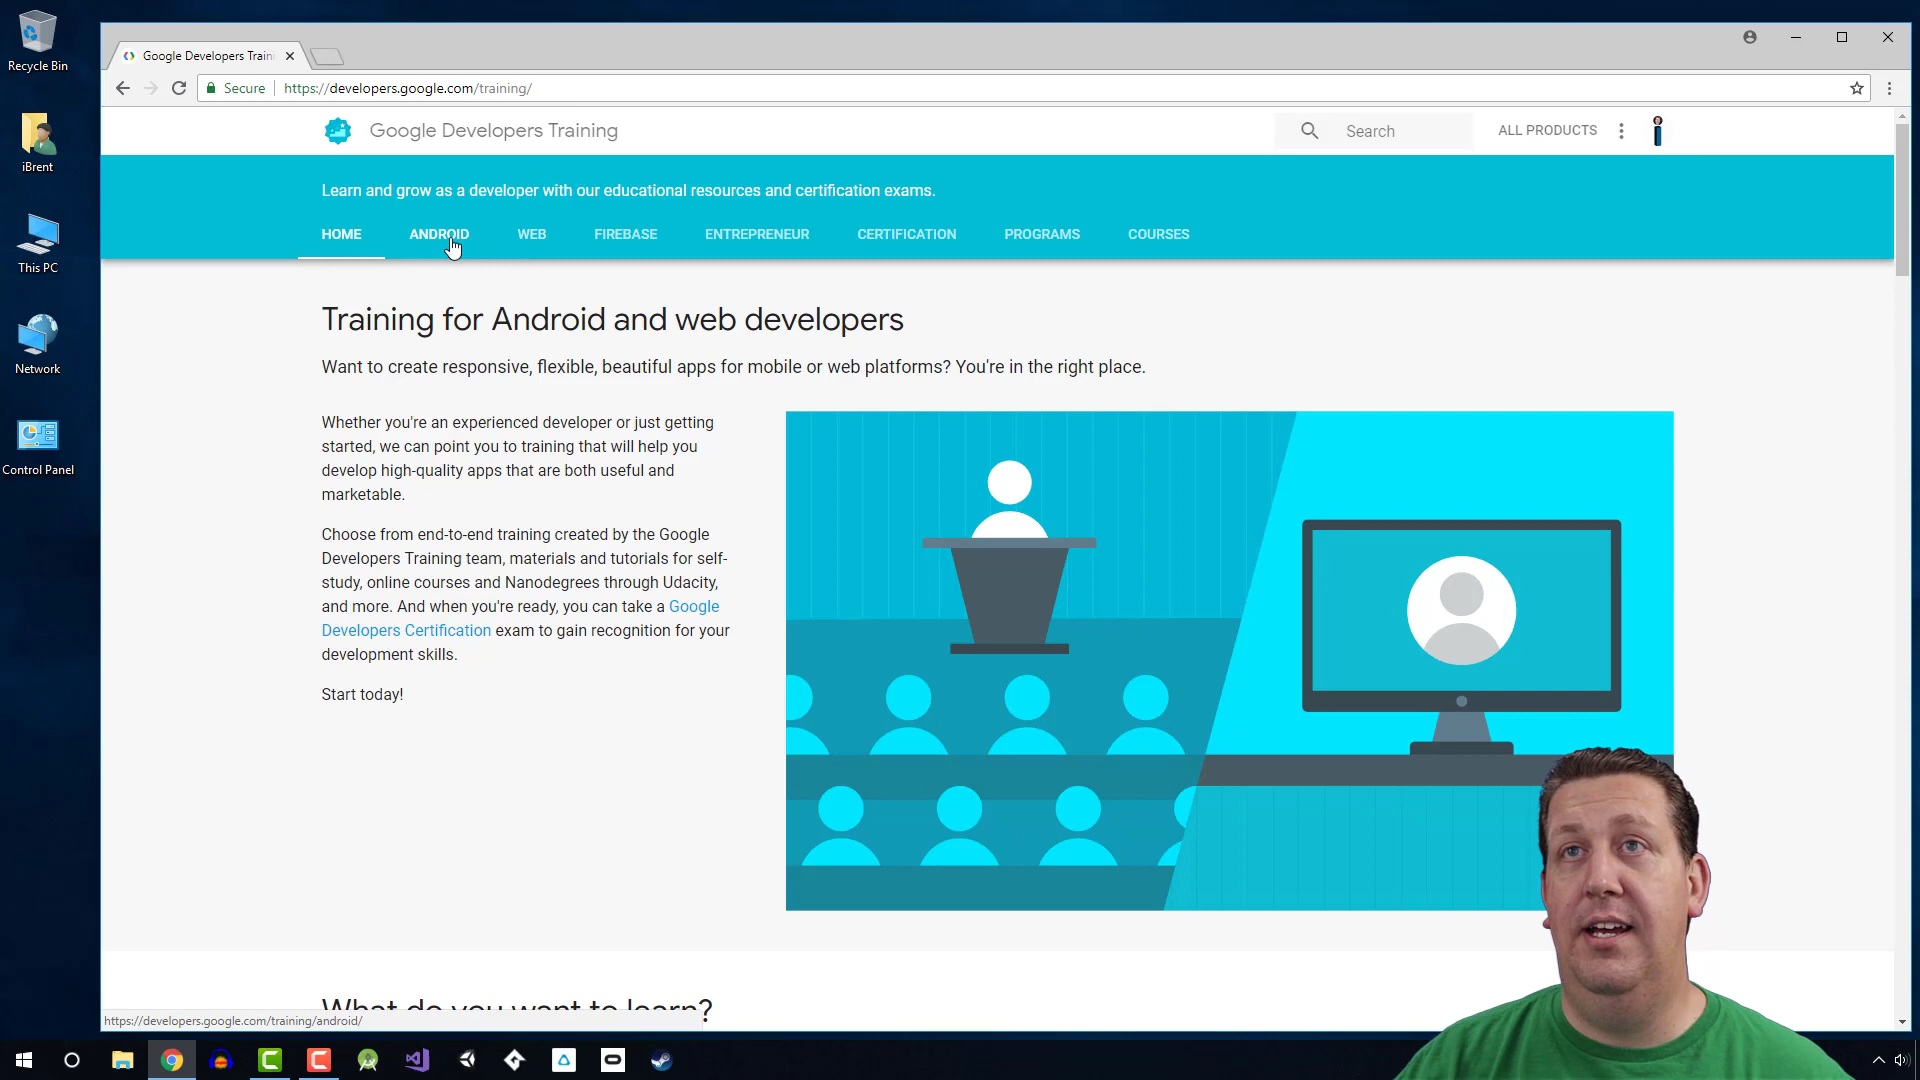 Recycle Bin
iBrent
This PC
Network
Control Panel
Google Developers Traini
Secure
https://developers.google.com/training/
Google Developers Training
Search
ALL PRODUCTS
Learn and grow as a developer with our educational resources and certification exams.
HOME ANDROID WEB FIREBASE ENTREPRENEUR CERTIFICATION PROGRAMS COURSES
Training for Android and web developers
Want to create responsive, flexible, beautiful apps for mobile or web platforms? You're in the right place.
Whether you're an experienced developer or just getting
started, we can point you to training that will help you
develop high-quality apps that are both useful and
marketable.
Choose from end-to-end training created by the Google
Developers Training team, materials and tutorials for self-
study, online courses and Nanodegrees through Udacity,
and more. And when you're ready, you can take a Google
Developers Certification exam to gain recognition for your
development skills.
Start today!
What do you want to learn?
https://developers.google.com/training/android/